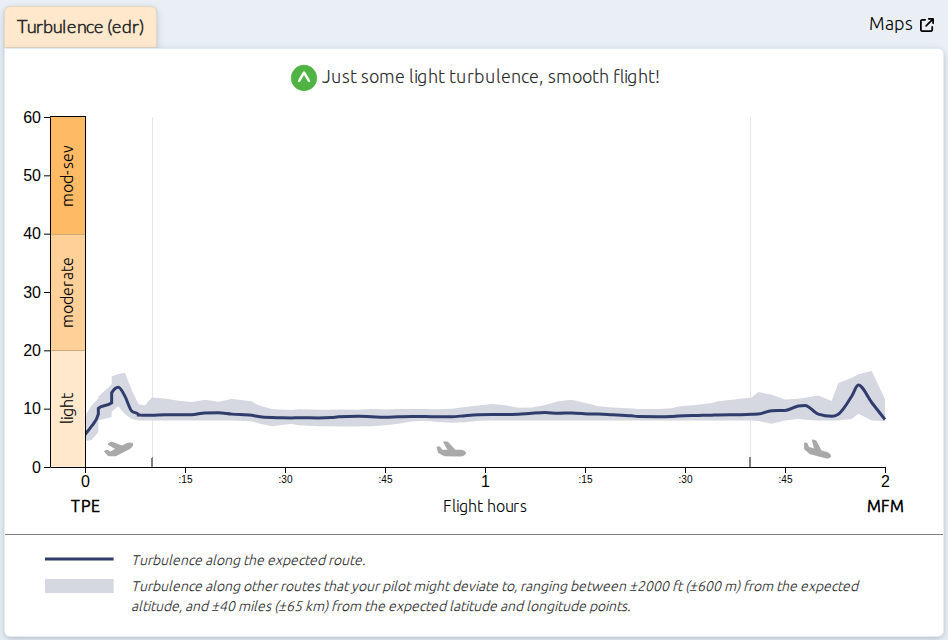 Turbulence (edr)
Maps
Just some light turbulence, smooth flight!
60
50
40
30
20
10
0
mod-sev
moderate
light
0 :15 :30 :45 1 :15 :30 :45 2
TPE Flight hours MFM
Turbulence along the expected route.
Turbulence along other routes that your pilot might deviate to, ranging between ±2000 ft (±600 m) from the expected
altitude, and ±40 miles (±65 km) from the expected latitude and longitude points.